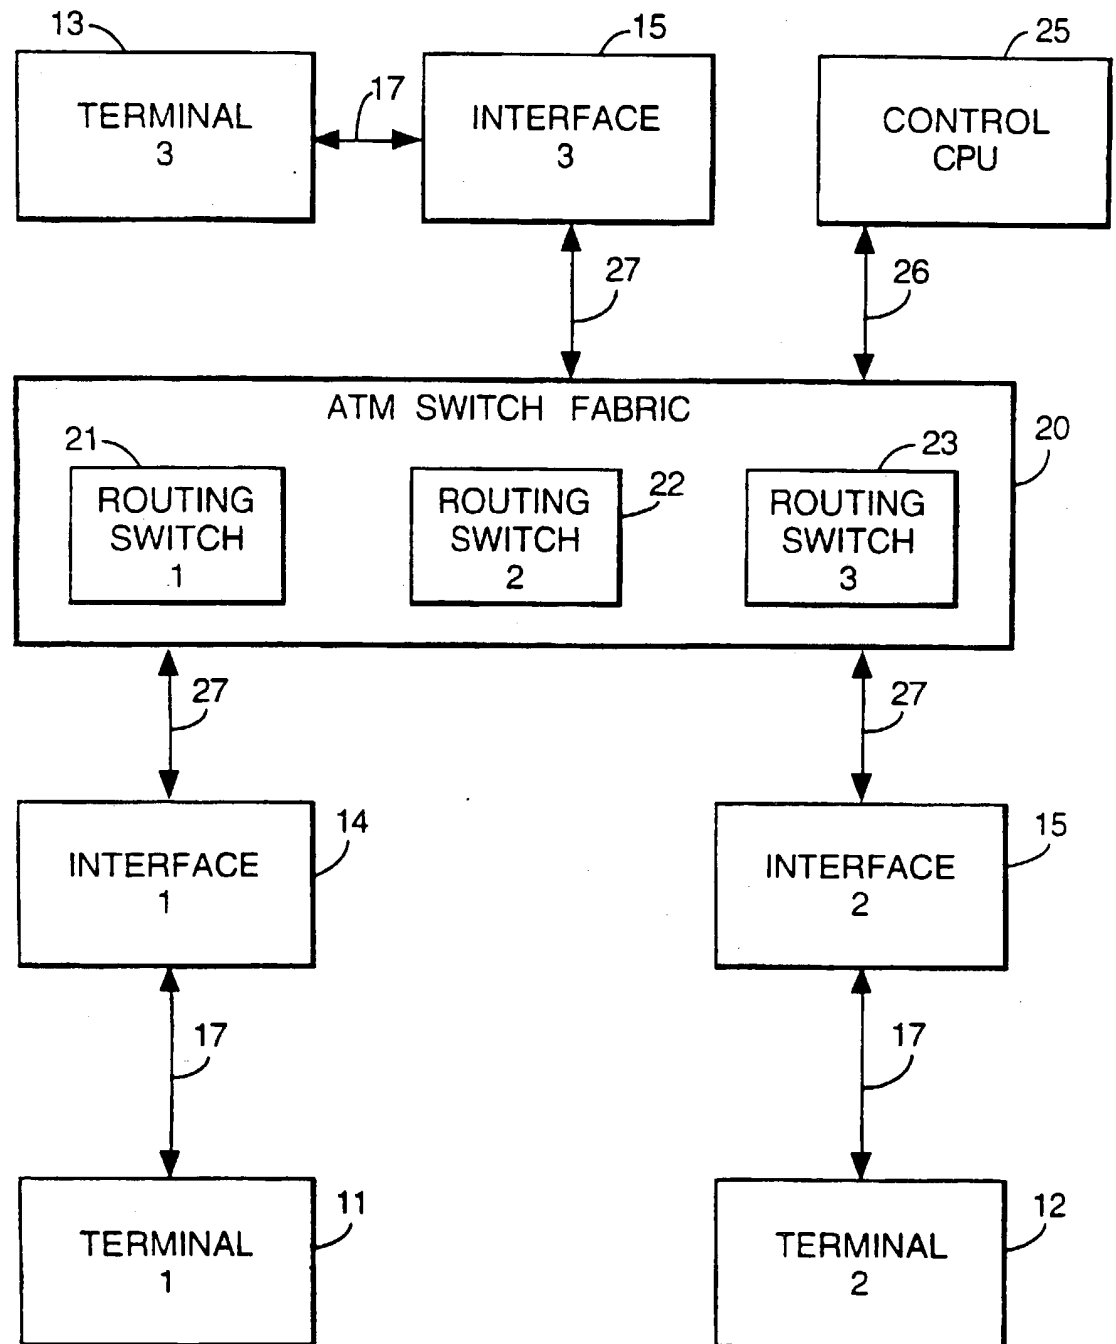 13
15
25
TERMINAL
3
17
INTERFACE
3
CONTROL
CPU
27
26
ATM SWITCH FABRIC
20
21
ROUTING
SWITCH
1
22
ROUTING
SWITCH
2
23
ROUTING
SWITCH
3
27
27
14
INTERFACE
1
15
INTERFACE
2
17
17
11
TERMINAL
1
12
TERMINAL
2